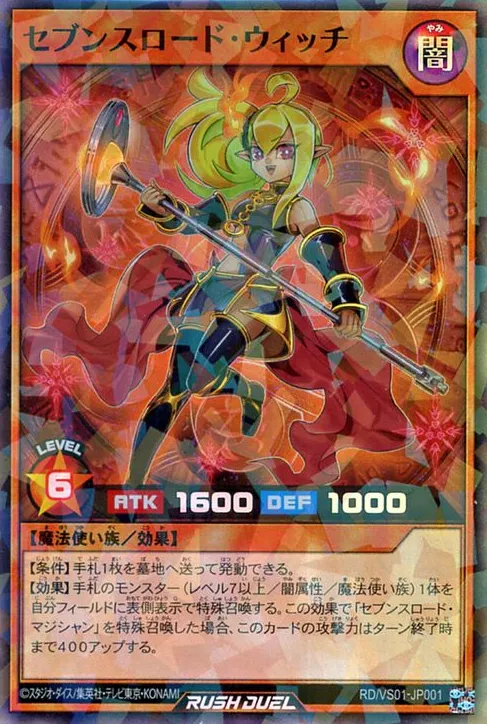 セブンスロード・ウィッチ
やみ
闇
LEVEL
6
ATK 1600 DEF 1000
【魔法使い族／効果】
【条件】手札1枚を墓地へ送って発動できる。
【効果】手札のモンスター（レベル7以上／闇属性／魔法使い族）1体を
自分フィールドに表側表示で特殊召喚する。この効果で「セブンスロード・
マジシャン」を特殊召喚した場合、このカードの攻撃力はターン終了時
まで400アップする。
©スタジオ・ダイス/集英社・テレビ東京・KONAMI RUSH DUEL RD/VS01-JP001